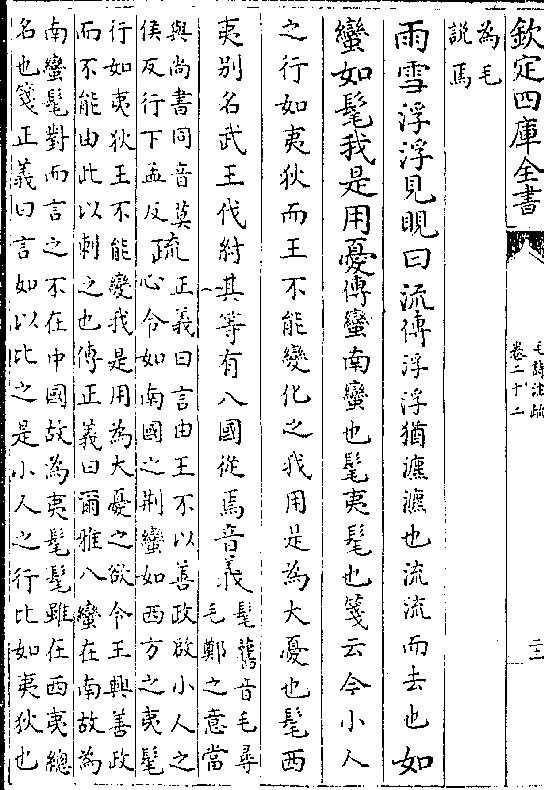 欽定四庫全書
毛詩注疏
卷二十二
三
為毛
說焉
雨雪浮浮見晛曰流傳浮浮猶瀌瀌也流流而去也如
蠻如髦我是用憂傳蠻南蠻也髦夷髦也箋云今小人
之行如夷狄而王不能變化之我用是為大憂也髦西
夷别名武王伐紂其等有八國從焉音義髦舊音毛尋
毛鄭之意當
與尚書同音莫
侯反行下孟反疏正義曰言由王不以善政啟小人之
心令如南國之荆蠻如西方之夷髦
行如夷狄王不能變我是用為大憂之欲令王興善政
而不能由此以刺之也傳正義曰爾雅八蠻在南故為
南蠻髦對而言之不在中國故為夷髦髦雖在西夷總
名也箋正義曰言如以比之是小人之行比如夷狄也